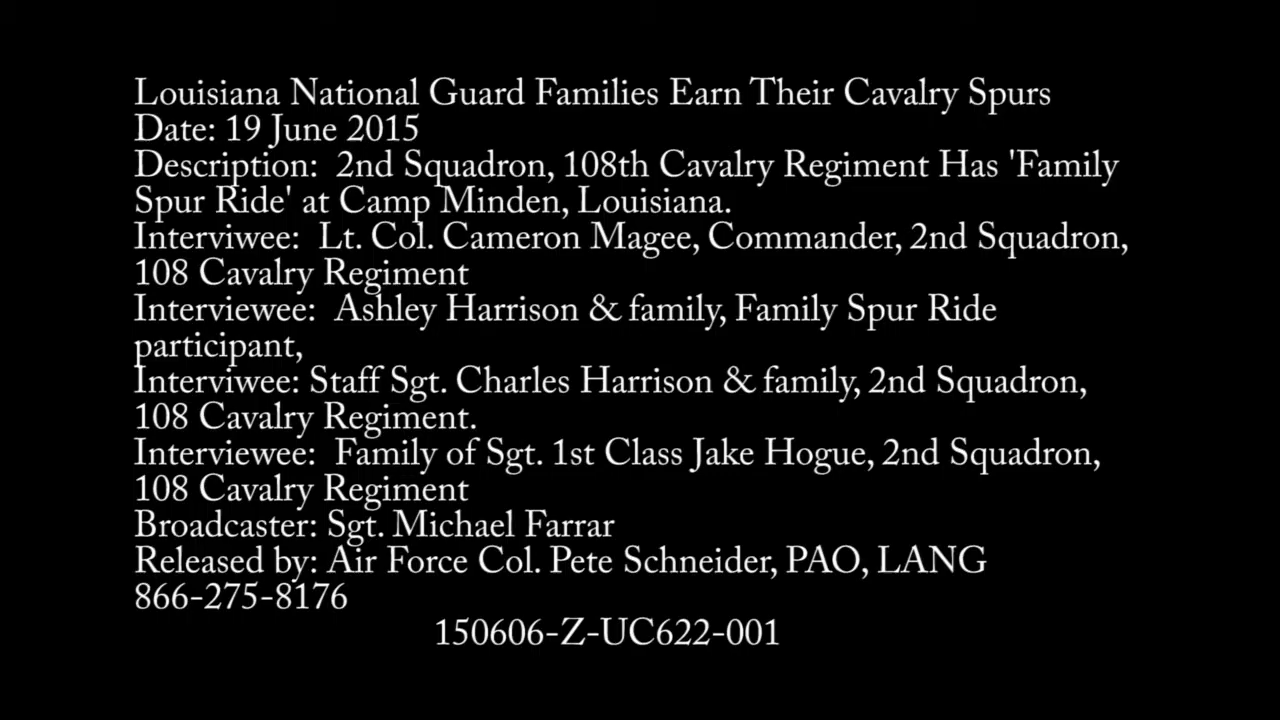 Louisiana National Guard Families Earn Their Cavalry Spurs
Date: 19 June 2015
Description:  2nd Squadron, 108th Cavalry Regiment Has 'Family
Spur Ride' at Camp Minden, Louisiana.
Interviwee:  Lt. Col. Cameron Magee, Commander, 2nd Squadron,
108 Cavalry Regiment
Interviewee:  Ashley Harrison & family, Family Spur Ride
participant,
Interviwee: Staff Sgt. Charles Harrison & family, 2nd Squadron,
108 Cavalry Regiment.
Interviewee:  Family of Sgt. 1st Class Jake Hogue, 2nd Squadron,
108 Cavalry Regiment
Broadcaster: Sgt. Michael Farrar
Released by: Air Force Col. Pete Schneider, PAO, LANG
866-275-8176
150606-Z-UC622-001